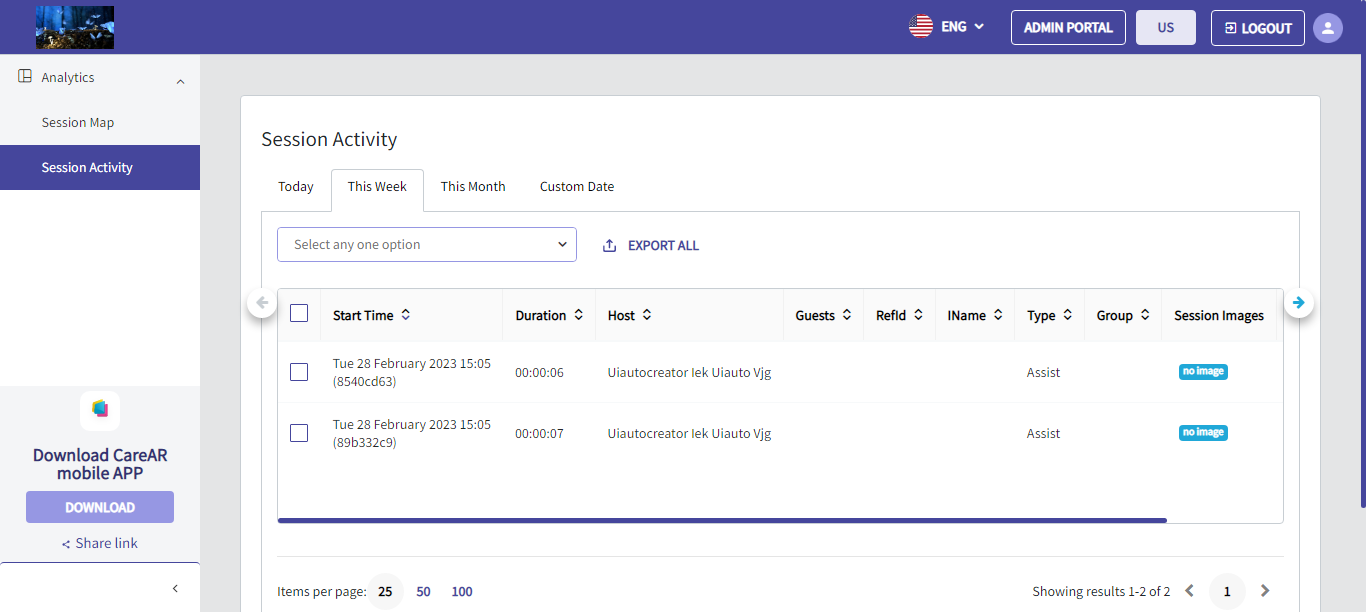 ENG
ADMIN PORTAL
US
LOGOUT
Analytics
Session Map
Session Activity
Download CareAR
mobile APP
DOWNLOAD
Share link
Session Activity
Today
This Week
This Month
Custom Date
Select any one option
EXPORT ALL
Start Time Duration Host Guests RefId IName Type Group Session Images
Tue 28 February 2023 15:05
(8540cd63)
00:00:06 Uiautocreator Iek Uiauto Vjg Assist no image
Tue 28 February 2023 15:05
(89b332c9)
00:00:07 Uiautocreator Iek Uiauto Vjg Assist no image
Items per page: 25 50 100
Showing results 1-2 of 2 1